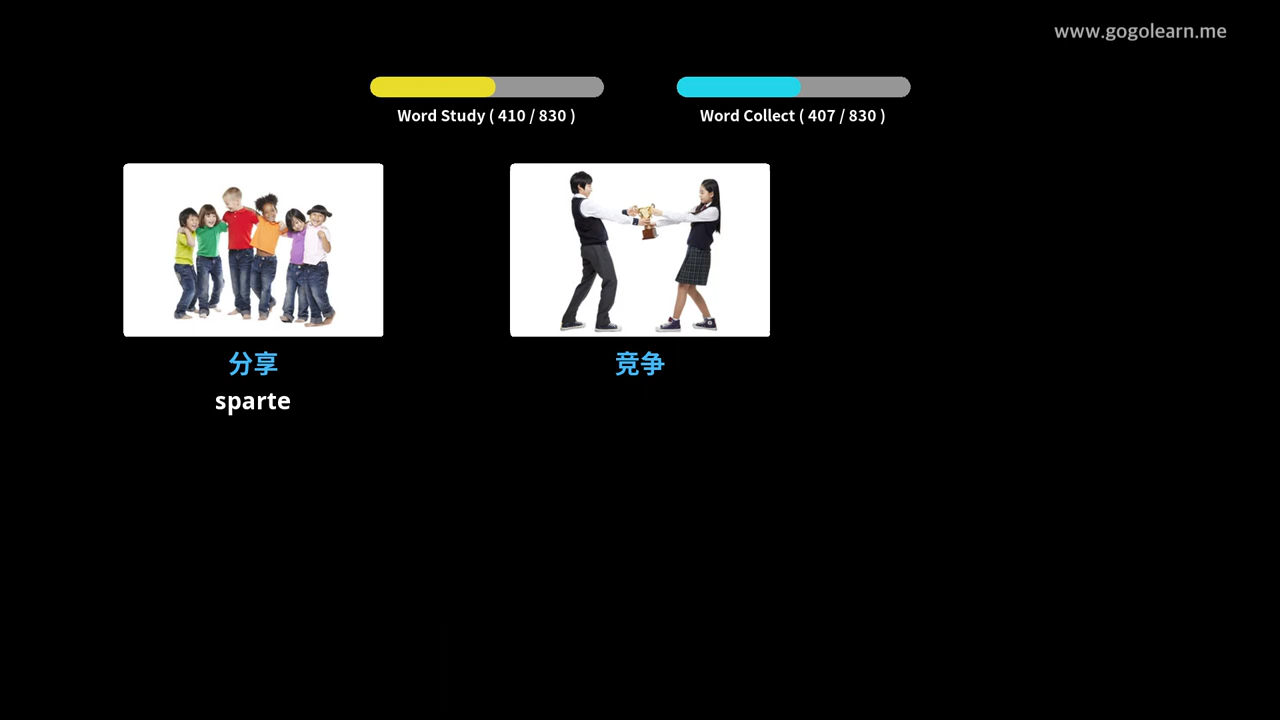 www.gogolearn.me
Word Study ( 410 / 830 )
Word Collect ( 407 / 830 )
分享
竞争
sparte